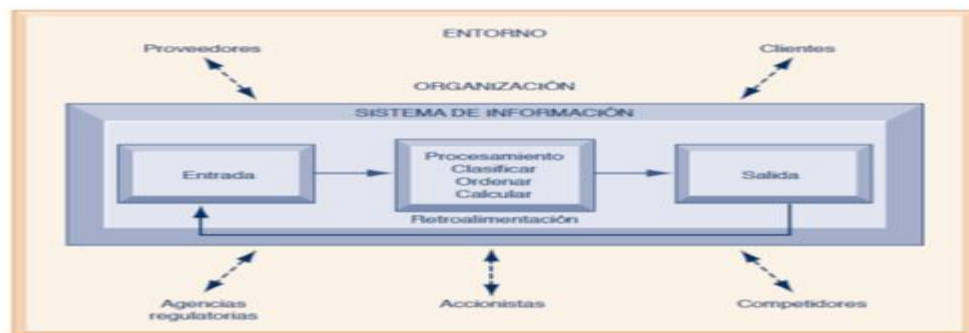 ENTORNO
Proveedores
Clientes
ORGANIZACIÓN
SISTEMA DE INFORMACIÓN
Entrada
Procesamiento
Clasificar
Ordenar
Calcular
Salida
Retroalimentación
Agencias
regulatorias
Accionistas
Competidores